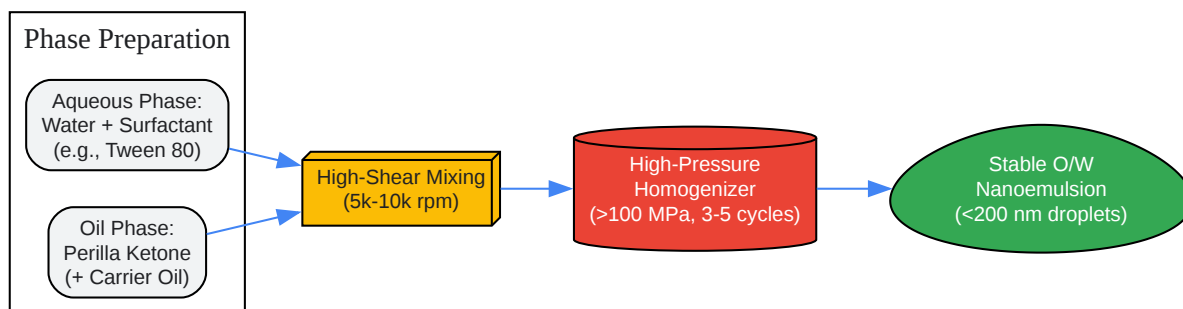 Phase Preparation
Aqueous Phase:
Water + Surfactant
(e.g., Tween 80)
Oil Phase:
Perilla Ketone
(+ Carrier Oil)
High-Shear Mixing
(5k-10k rpm)
High-Pressure
Homogenizer
(>100 MPa, 3-5 cycles)
Stable O/W
Nanoemulsion
(<200 nm droplets)